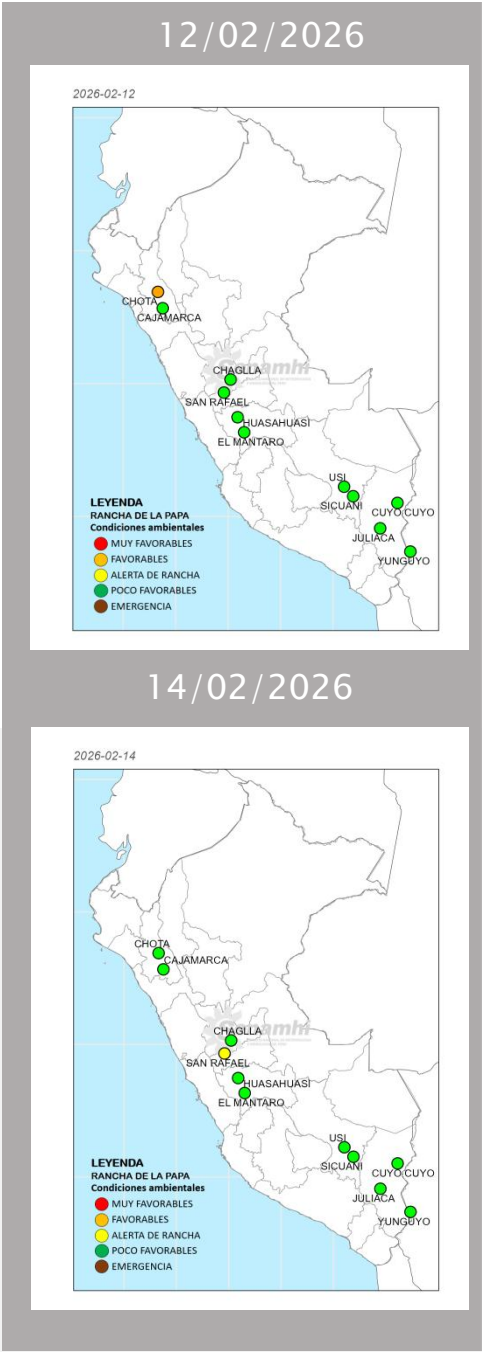 12/02/2026
2026-02-12
CHOTA
CAJAMARCA
CHAGLLA
SAN RAFAEL
HUASAHUASI
EL MANTARO
USI
SICUANI
CUYO CUYO
JULIACA
YUNGUYO
LEYENDA
RANCHA DE LA PAPA
Condiciones ambientales
MUY FAVORABLES
FAVORABLES
ALERTA DE RANCHA
POCO FAVORABLES
EMERGENCIA
14/02/2026
2026-02-14
CHOTA
CAJAMARCA
CHAGLLA
SAN RAFAEL
HUASAHUASI
EL MANTARO
USI
SICUANI
CUYO CUYO
JULIACA
YUNGUYO
LEYENDA
RANCHA DE LA PAPA
Condiciones ambientales
MUY FAVORABLES
FAVORABLES
ALERTA DE RANCHA
POCO FAVORABLES
EMERGENCIA